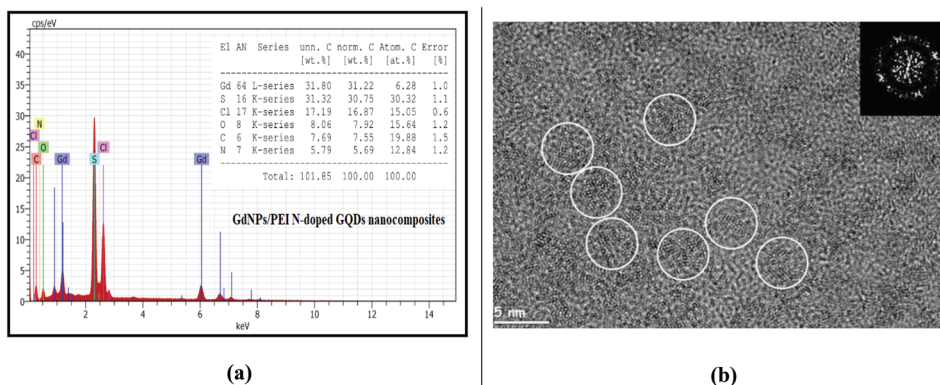 cps/eV
40
35
30
25
20
15
10
5
0
2
4
6
8
10
12
14
keV
Cl
N
C
O
Gd
S
Cl
Gd
El AN Series unn. C norm. C Atom. C Error
[wt.%] [wt.%] [at.%] [%]
Gd 64 L-series 31.80 31.22 6.28 1.0
S 16 K-series 31.32 30.75 30.32 1.1
Cl 17 K-series 17.19 16.87 15.05 0.6
O 8 K-series 8.06 7.92 15.64 1.2
C 6 K-series 7.69 7.55 19.88 1.5
N 7 K-series 5.79 5.69 12.84 1.2
Total: 101.85 100.00 100.00
GdNPs/PEI N-doped GQDs nanocomposites
(a)
5 nm
(b)